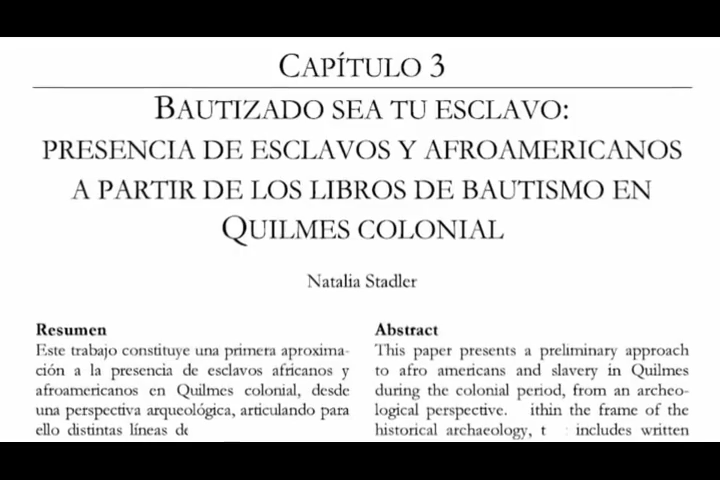 CAPÍTULO 3
BAUTIZADO SEA TU ESCLAVO:
PRESENCIA DE ESCLAVOS Y AFROAMERICANOS
A PARTIR DE LOS LIBROS DE BAUTISMO EN
QUILMES COLONIAL
Natalia Stadler
Resumen
Este trabajo constituye una primera aproxima-
ción a la presencia de esclavos africanos y
afroamericanos en Quilmes colonial, desde
una perspectiva arqueológica, articulando para
ello distintas líneas
Abstract
This paper presents a preliminary approach
to afro americans and slavery in Quilmes
during the colonial period, from an archeo-
logical perspective. ithin the frame of the
historical archaeology, t includes written